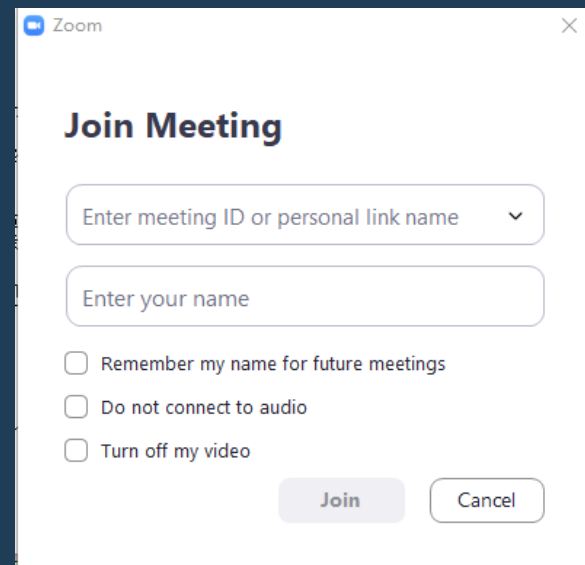 Zoom
Join Meeting
Enter meeting ID or personal link name
Enter your name
Remember my name for future meetings
Do not connect to audio
Turn off my video
Join Cancel